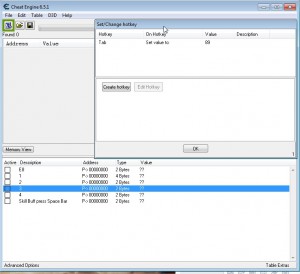 Cheat Engine 6.5.1
File Edit Table D3D Help
Found: 0
Address Value
Memory View
Set/Change hotkey
Hotkey On Hotkey Value Description
Tab Set value to 89
Create hotkey Edit Hotkey
OK
Active Description Address Type Value
E8 P->00000000 2 Bytes ??
1 P->00000000 2 Bytes ??
2 P->00000000 2 Bytes ??
3 P->00000000 2 Bytes ??
4 P->00000000 2 Bytes ??
Skill Buff press Space Bar P->00000000 2 Bytes ??
Advanced Options Table Extras